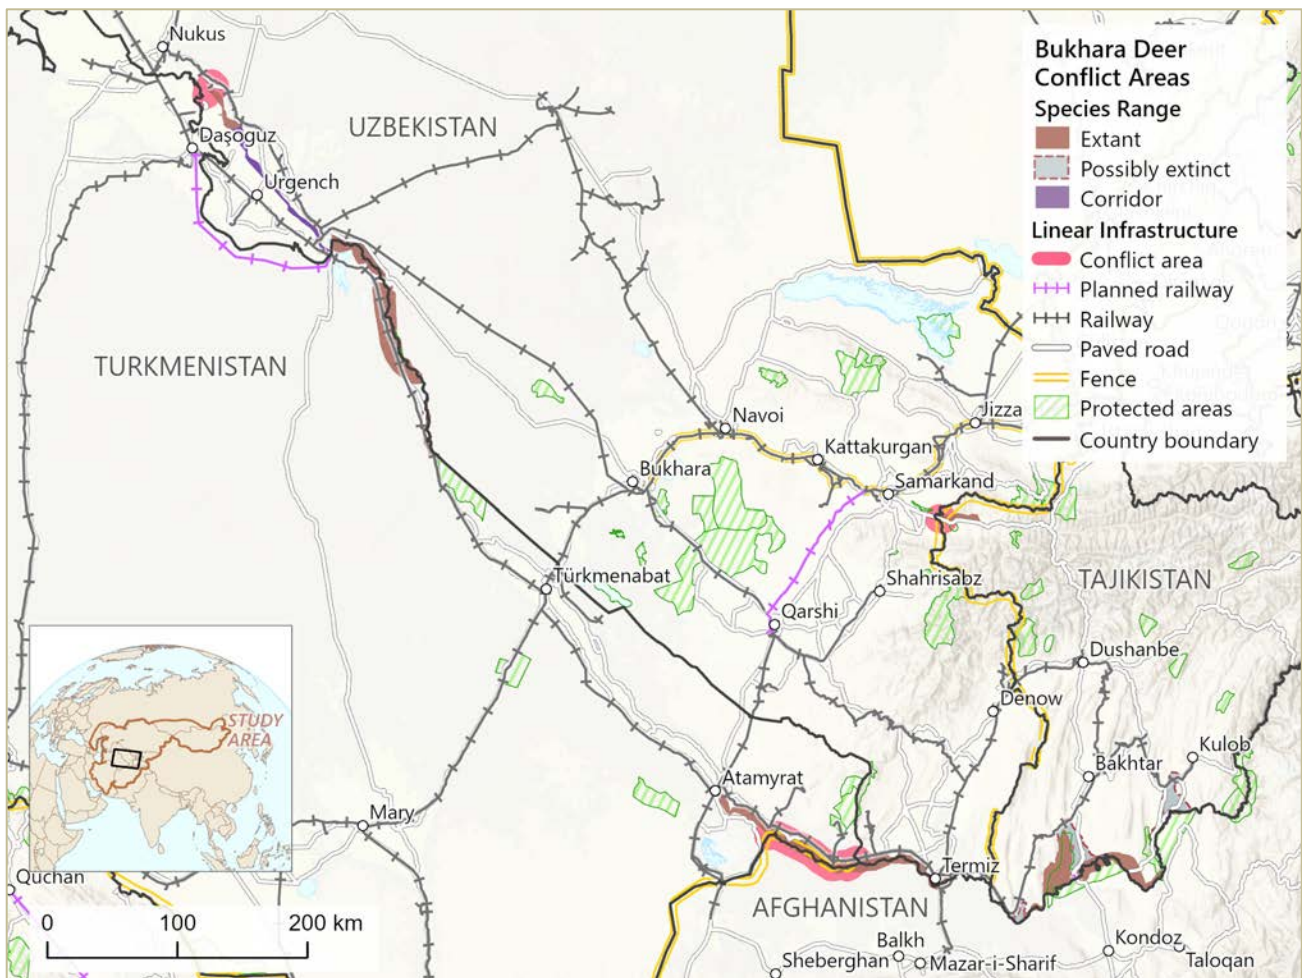 Nukus
UZBEKISTAN
Daşoguz
Urgench
TURKMENISTAN
Navoi
Kattakurgan
Jizza
Bukhara
Samarkand
Türkmenabat
Shahrisabz
TAJIKISTAN
Qarshi
Dushanbe
Denow
Kulob
Bakhtar
Atamyrat
Mary
Termiz
Quchan
AFGHANISTAN
Balkh
Kondoz
Sheberghan
Mazar-i-Sharif
Taloqan
Bukhara Deer
Conflict Areas
Species Range
Extant
Possibly extinct
Corridor
Linear Infrastructure
Conflict area
Planned railway
Railway
Paved road
Fence
Protected areas
Country boundary
STUDY
AREA
0 100 200 km